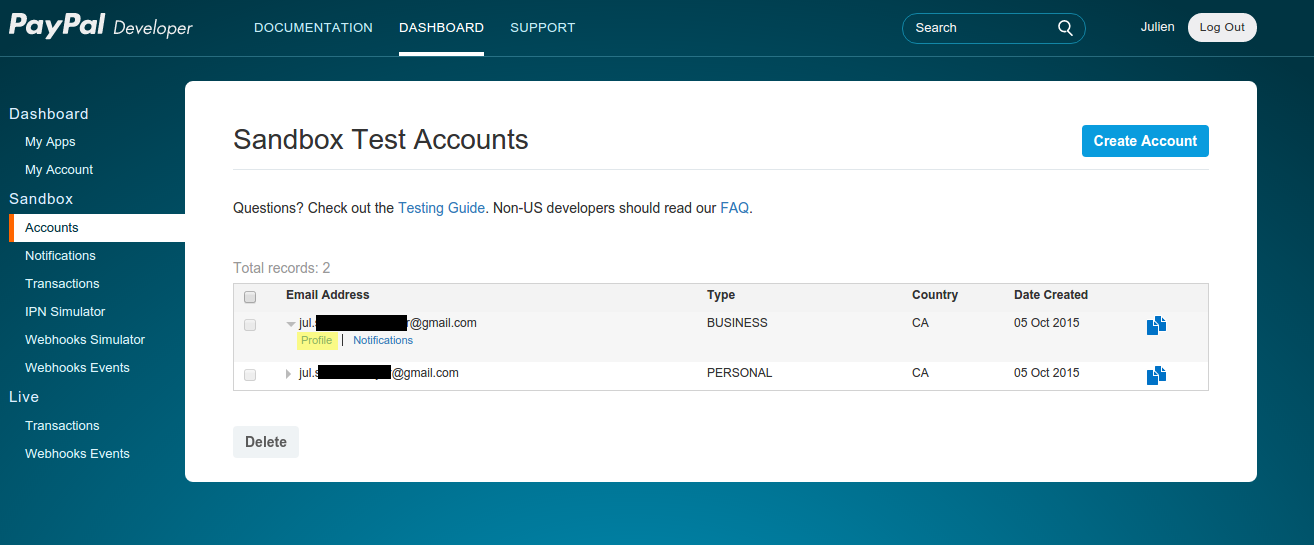 PayPal Developer
DOCUMENTATION DASHBOARD SUPPORT
Search
Julien
Log Out
Dashboard
My Apps
My Account
Sandbox
Accounts
Notifications
Transactions
IPN Simulator
Webhooks Simulator
Webhooks Events
Live
Transactions
Webhooks Events
Sandbox Test Accounts
Create Account
Questions? Check out the Testing Guide. Non-US developers should read our FAQ.
Total records: 2
Email Address Type Country Date Created
jul. r@gmail.com BUSINESS CA 05 Oct 2015
Profile | Notifications
jul. @gmail.com PERSONAL CA 05 Oct 2015
Delete